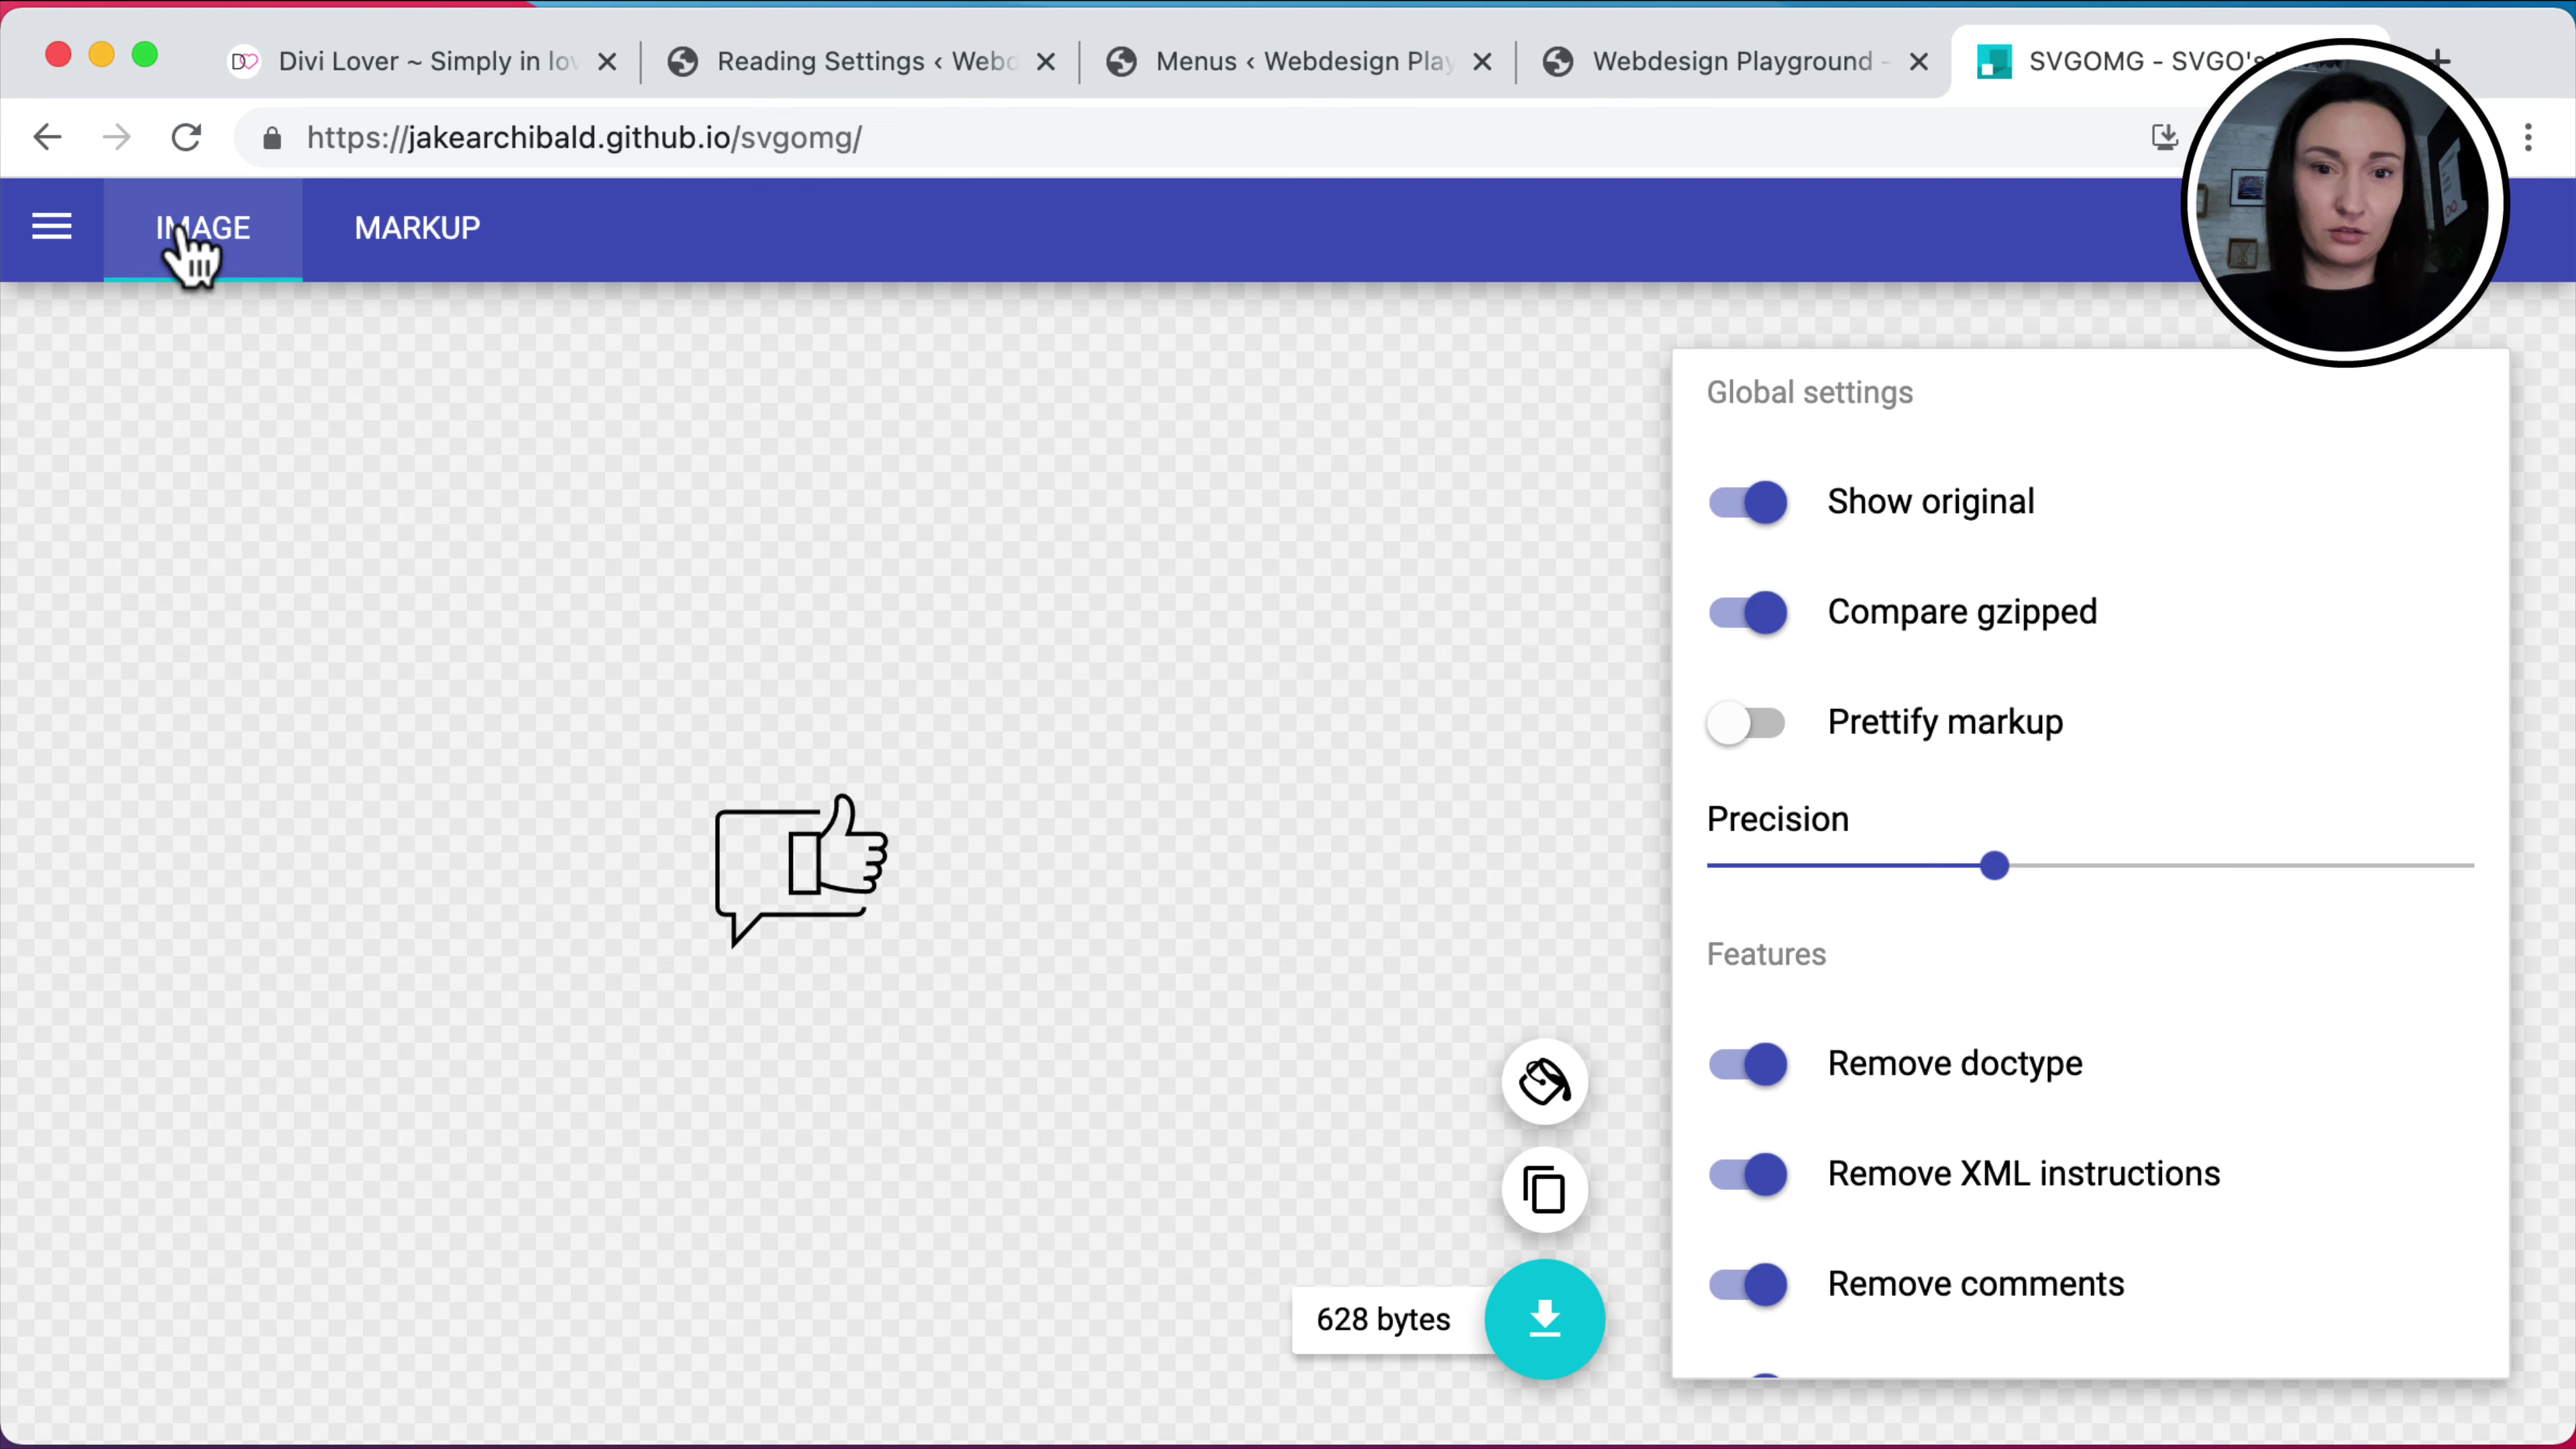 Divi Lover ~ Simply in lov
Reading Settings ‹ Webd
Menus ‹ Webdesign Play
Webdesign Playground -
SVGOMG - SVGO's
https://jakearchibald.github.io/svgomg/
IMAGE
MARKUP
Global settings
Show original
Compare gzipped
Prettify markup
Precision
Features
Remove doctype
Remove XML instructions
Remove comments
628 bytes